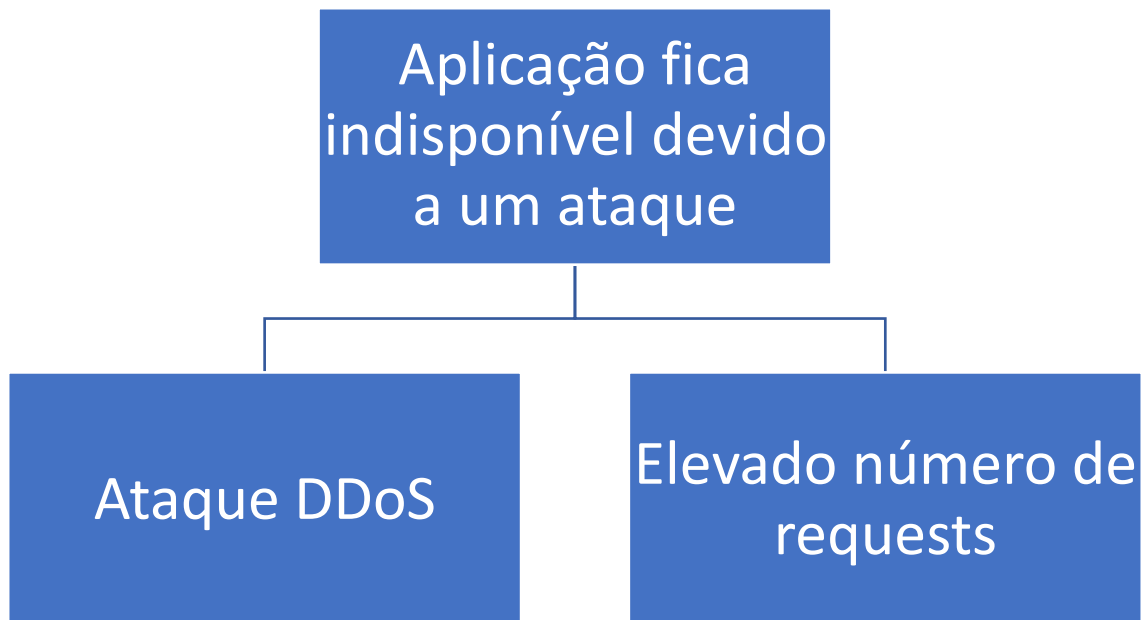 Aplicação fica
indisponível devido
a um ataque
Ataque DDoS
Elevado número de
requests